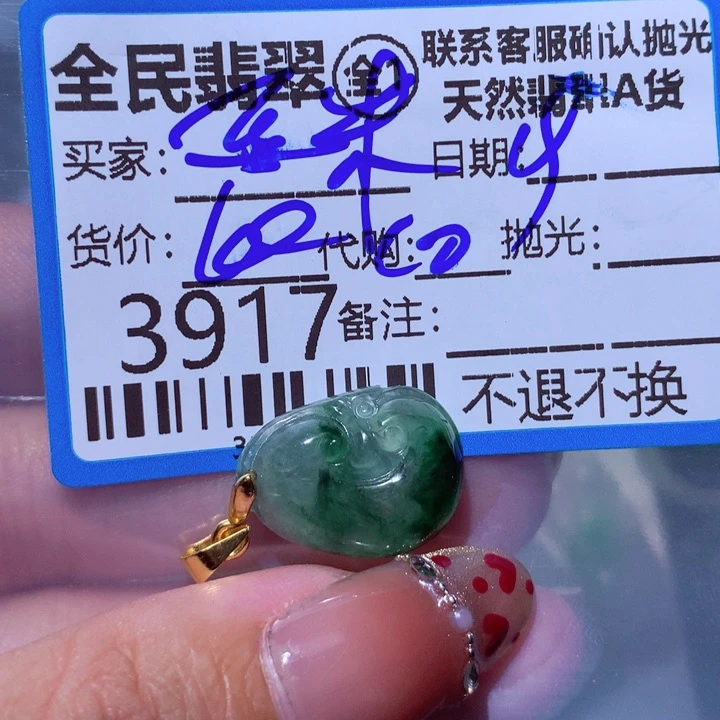 全民翡翠 全 联系客服确认抛光
天然翡翠A货
买家: 日期:
货价: 代购: 抛光:
3917 备注:
不退不换